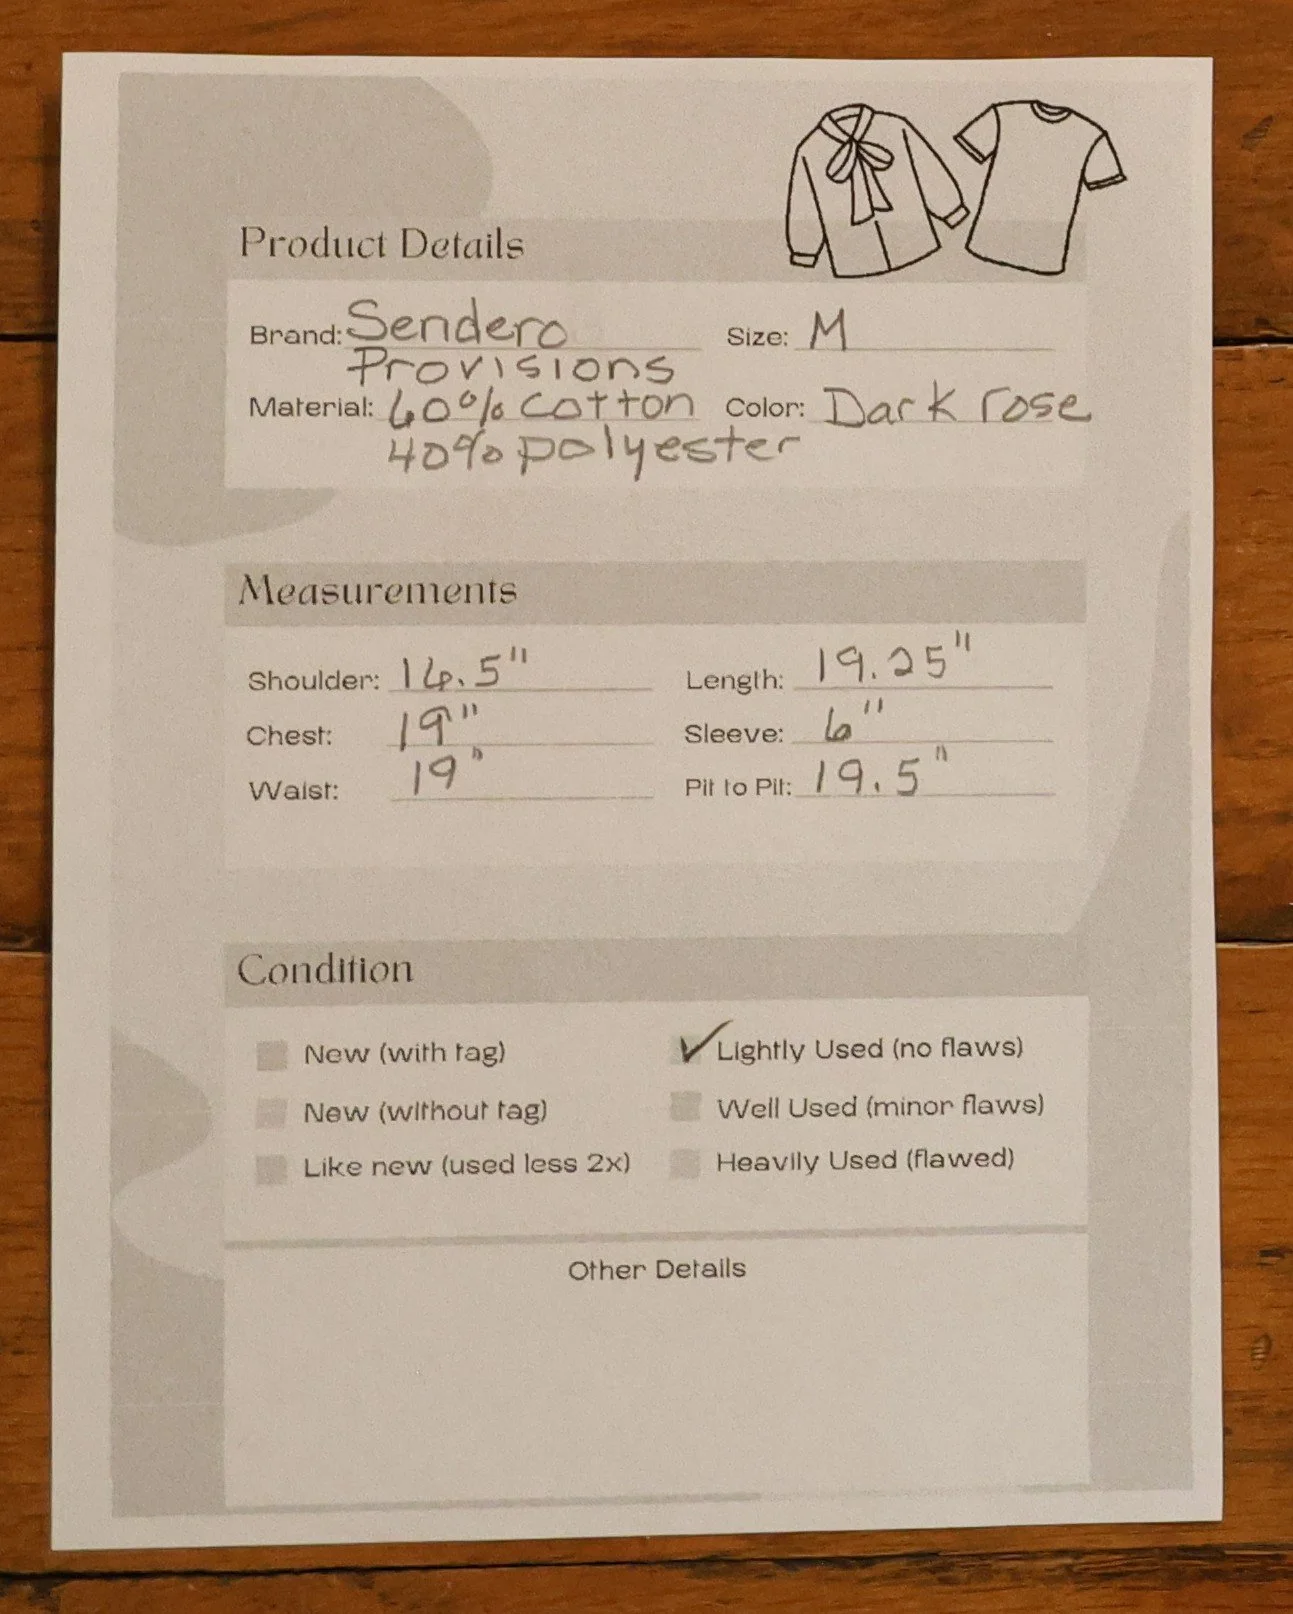 Product Details
Brand: Sendero Size: M
Provisions
Material: 60% cotton Color: Dark rose
40% polyester
Measurements
Shoulder: 16.5" Length: 19.25"
Chest: 19" Sleeve: 6"
Waist: 19" Pit to Pit: 19.5"
Condition
New (with tag) ✓ Lightly Used (no flaws)
New (without tag) Well Used (minor flaws)
Like new (used less 2x) Heavily Used (flawed)
Other Details